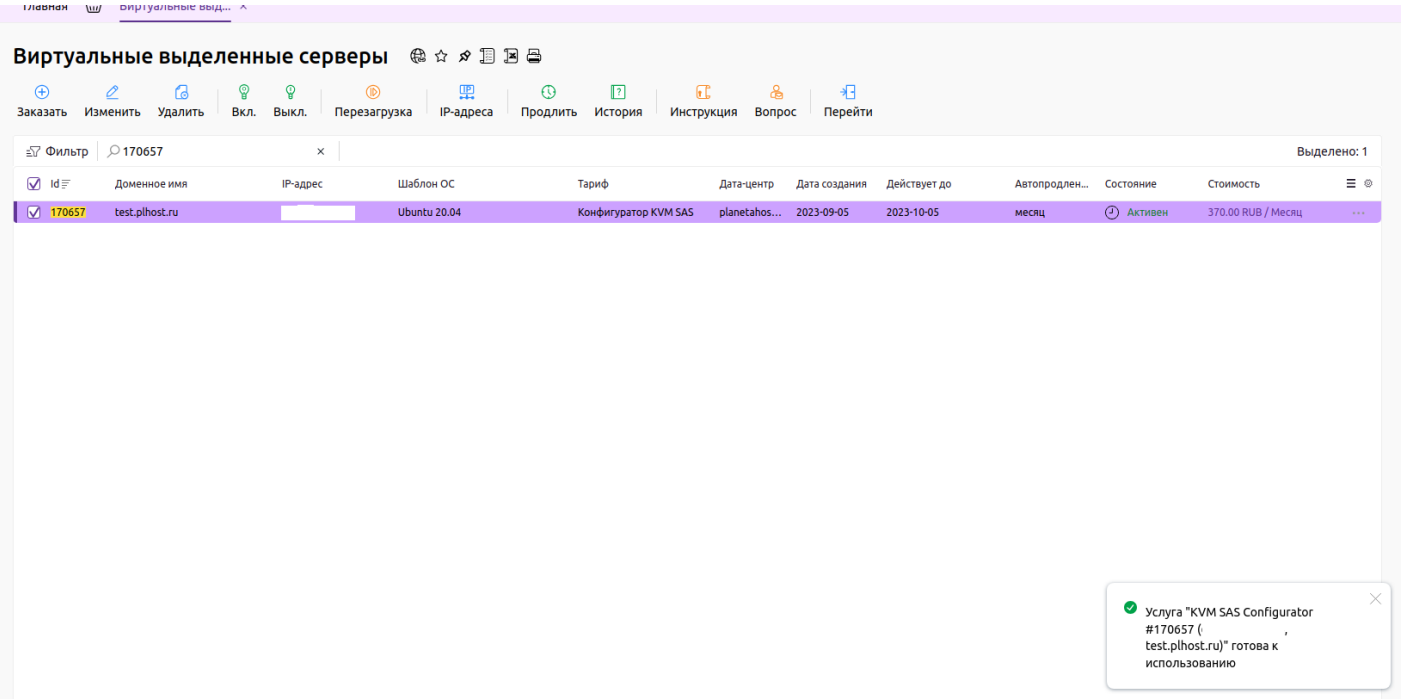 Главная Виртуальные выд... ×
Виртуальные выделенные серверы
Заказать Изменить Удалить Вкл. Выкл. Перезагрузка IP-адреса Продлить История Инструкция Вопрос Перейти
Фильтр 170657 × Выделено: 1
Id Доменное имя IP-адрес Шаблон ОС Тариф Дата-центр Дата создания Действует до Автопродлен... Состояние Стоимость
170657 test.plhost.ru Ubuntu 20.04 Конфигуратор KVM SAS planetahos... 2023-09-05 2023-10-05 месяц Активен 370.00 RUB / Месяц ...
Услуга "KVM SAS Configurator
#170657 ( ,
test.plhost.ru)" готова к
использованию